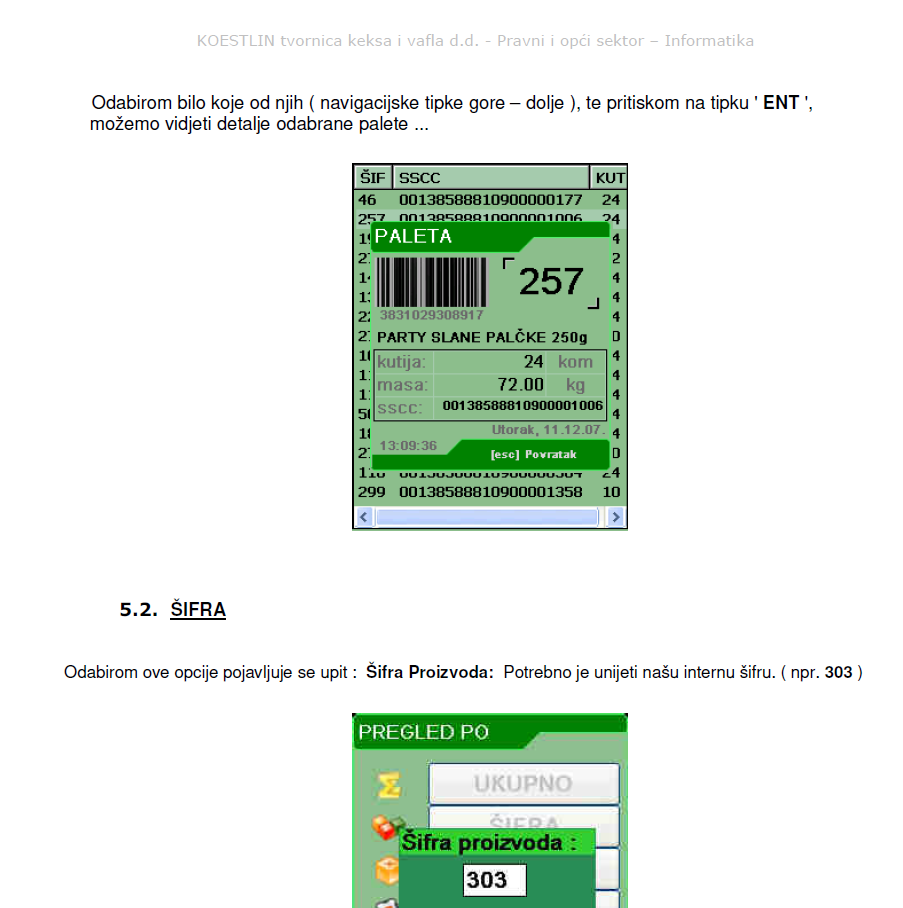 KOESTLIN tvornica keksa i vafla d.d. - Pravni i opći sektor – Informatika
Odabirom bilo koje od njih ( navigacijske tipke gore – dolje ), te pritiskom na tipku ' ENT ',
možemo vidjeti detalje odabrane palete ...
ŠIF SSCC KUT
46 00138588810900000177 24
257 00138588810900001006 24
PALETA
257
3831029308917
PARTY SLANE PALČKE 250g
kutija: 24 kom
masa: 72.00 kg
sscc: 00138588810900001006
Utorak, 11.12.07.
13:09:36
[esc] Povratak
299 00138588810900001358 10
5.2. ŠIFRA
Odabirom ove opcije pojavljuje se upit : Šifra Proizvoda: Potrebno je unijeti našu internu šifru. ( npr. 303 )
PREGLED PO
UKUPNO
ŠIFRA
Šifra proizvoda :
303